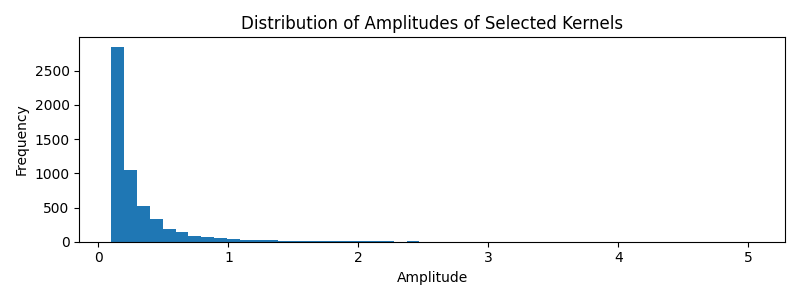 Distribution of Amplitudes of Selected Kernels
2500
2000
1500
1000
500
0
Frequency
0 1 2 3 4 5
Amplitude